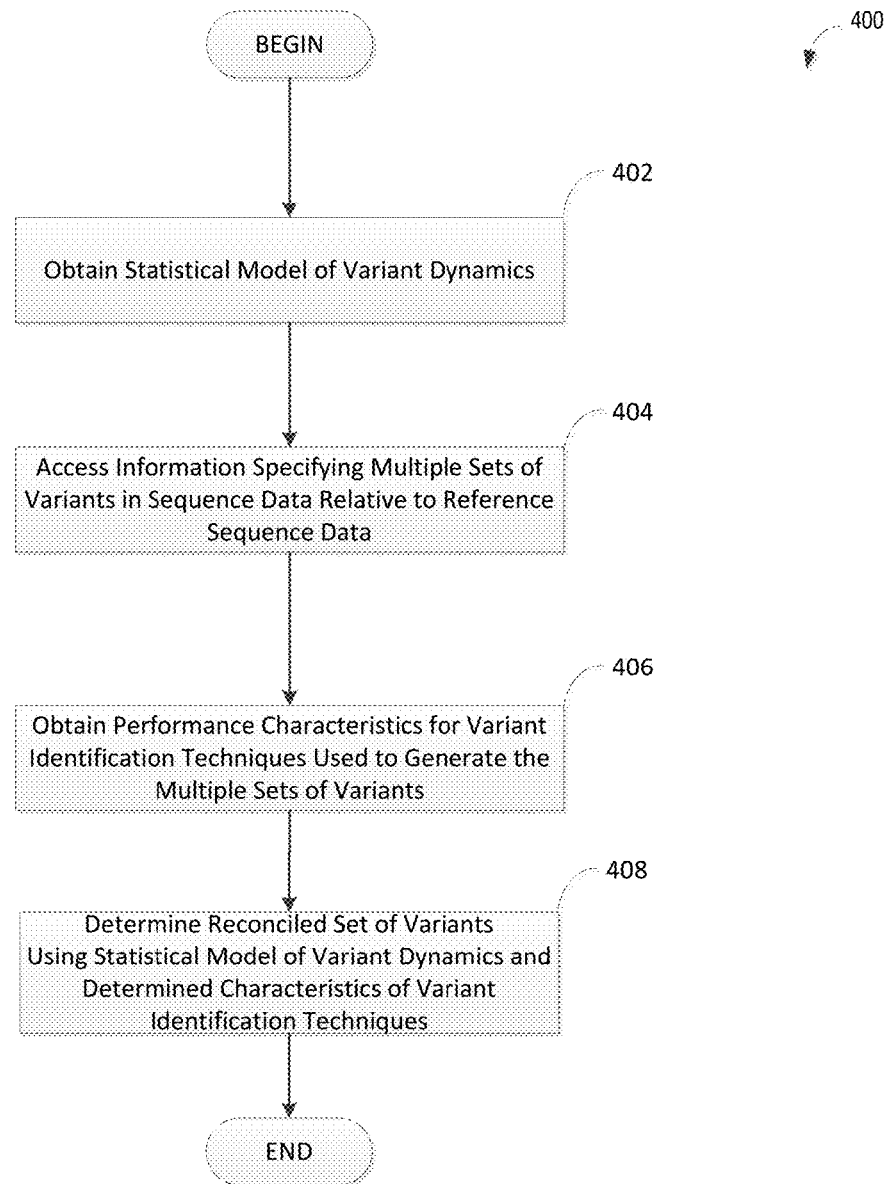 BEGIN
400
402
Obtain Statistical Model of Variant Dynamics
404
Access Information Specifying Multiple Sets of
Variants in Sequence Data Relative to Reference
Sequence Data
406
Obtain Performance Characteristics for Variant
Identification Techniques Used to Generate the
Multiple Sets of Variants
408
Determine Reconciled Set of Variants
Using Statistical Model of Variant Dynamics and
Determined Characteristics of Variant
Identification Techniques
END